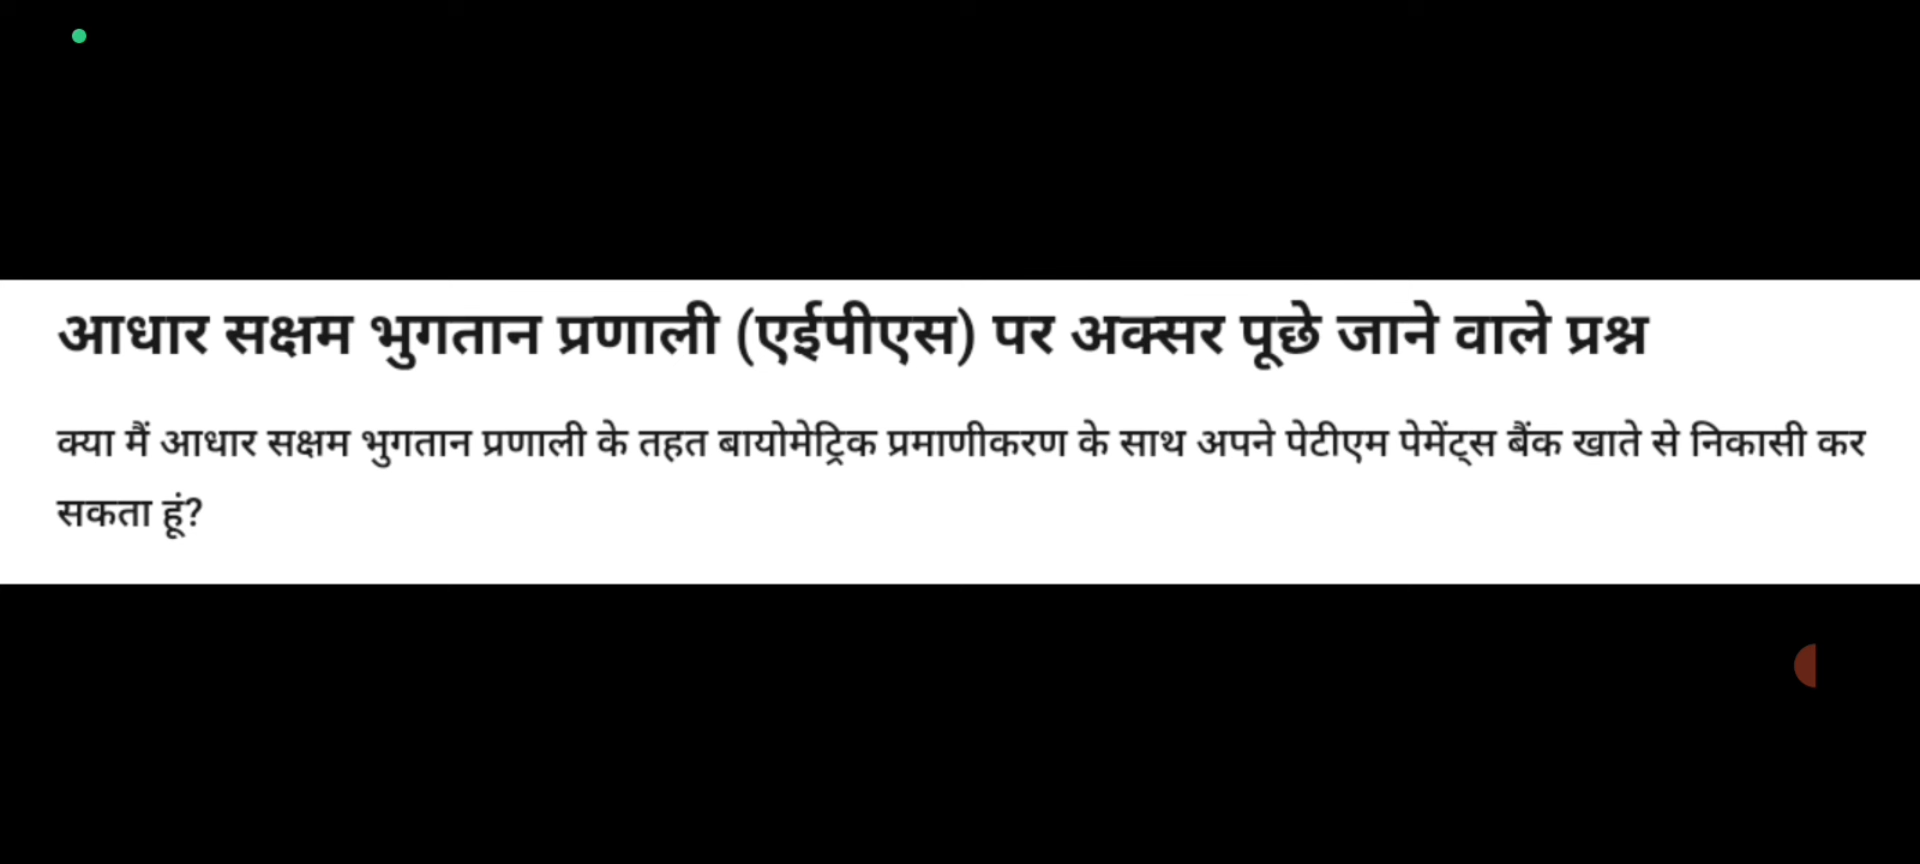 आधार सक्षम भुगतान प्रणाली (एईपीएस) पर अक्सर पूछे जाने वाले प्रश्न
क्या मैं आधार सक्षम भुगतान प्रणाली के तहत बायोमेट्रिक प्रमाणीकरण के साथ अपने पेटीएम पेमेंट्स बैंक खाते से निकासी कर
सकता हूं?